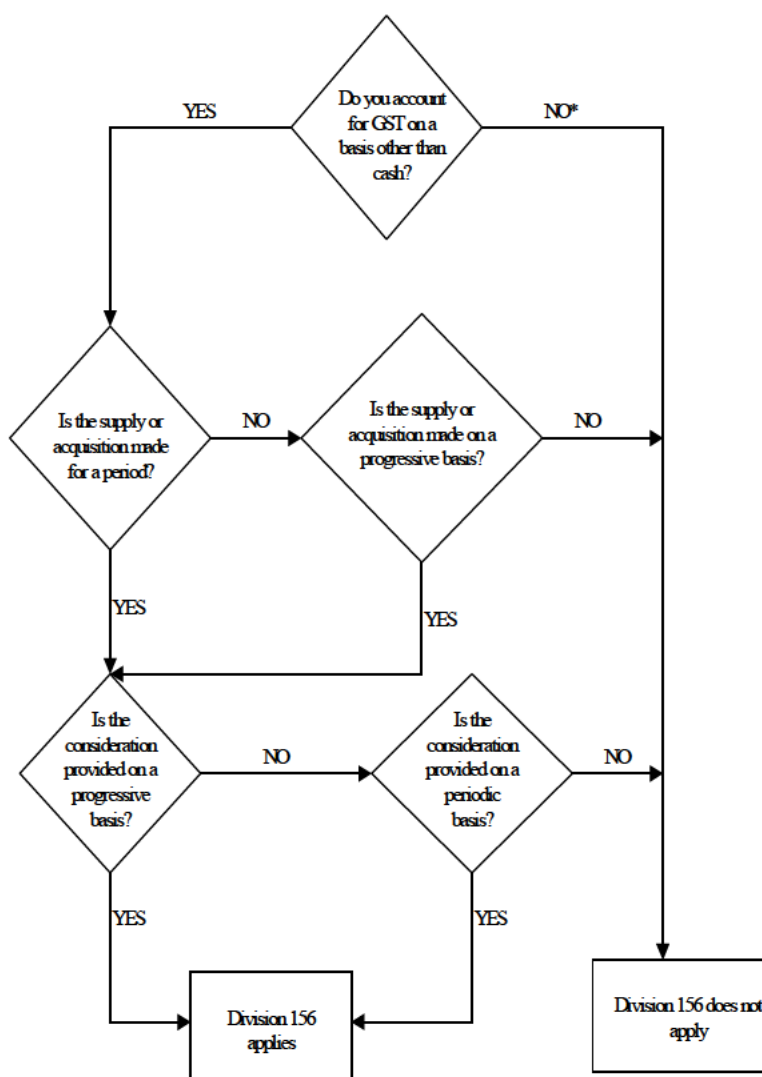 Do you account
for GST on a
basis other than
cash?
YES
NO*
Is the supply or
acquisition made
for a period?
NO
Is the supply or
acquisition made on a
progressive basis?
NO
YES
YES
Is the
consideration
provided on a
progressive
basis?
NO
Is the
consideration
provided on a
periodic
basis?
NO
YES
YES
Division 156
applies
Division 156 does not
apply